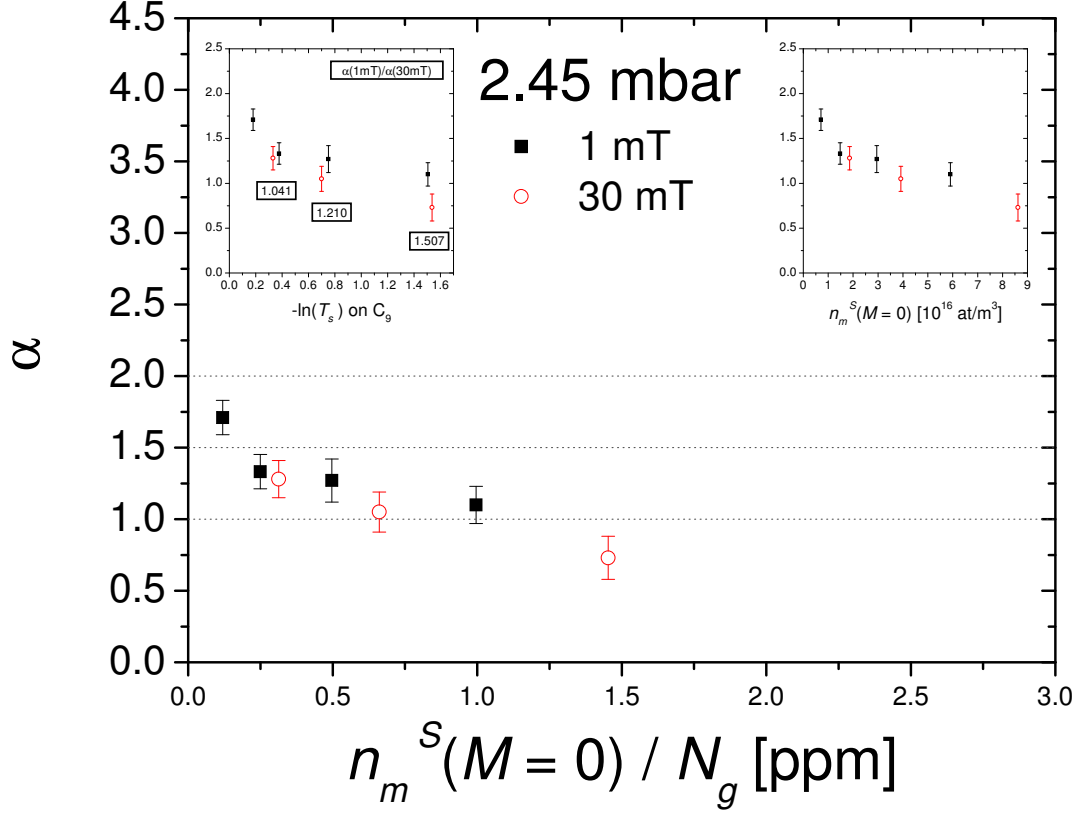 4.5
4.0
3.5
3.0
2.5
2.0
1.5
1.0
0.5
0.0
α
0.0 0.5 1.0 1.5 2.0 2.5 3.0
n_m^S(M = 0) / N_g [ppm]
2.45 mbar
1 mT
30 mT
2.5
2.0
1.5
1.0
0.5
0.0
α(1mT)/α(30mT)
1.041
1.210
1.507
0.0 0.2 0.4 0.6 0.8 1.0 1.2 1.4 1.6
-ln(T_s) on C_9
2.5
2.0
1.5
1.0
0.5
0.0
0 1 2 3 4 5 6 7 8 9
n_m^S(M = 0) [10^16 at/m^3]